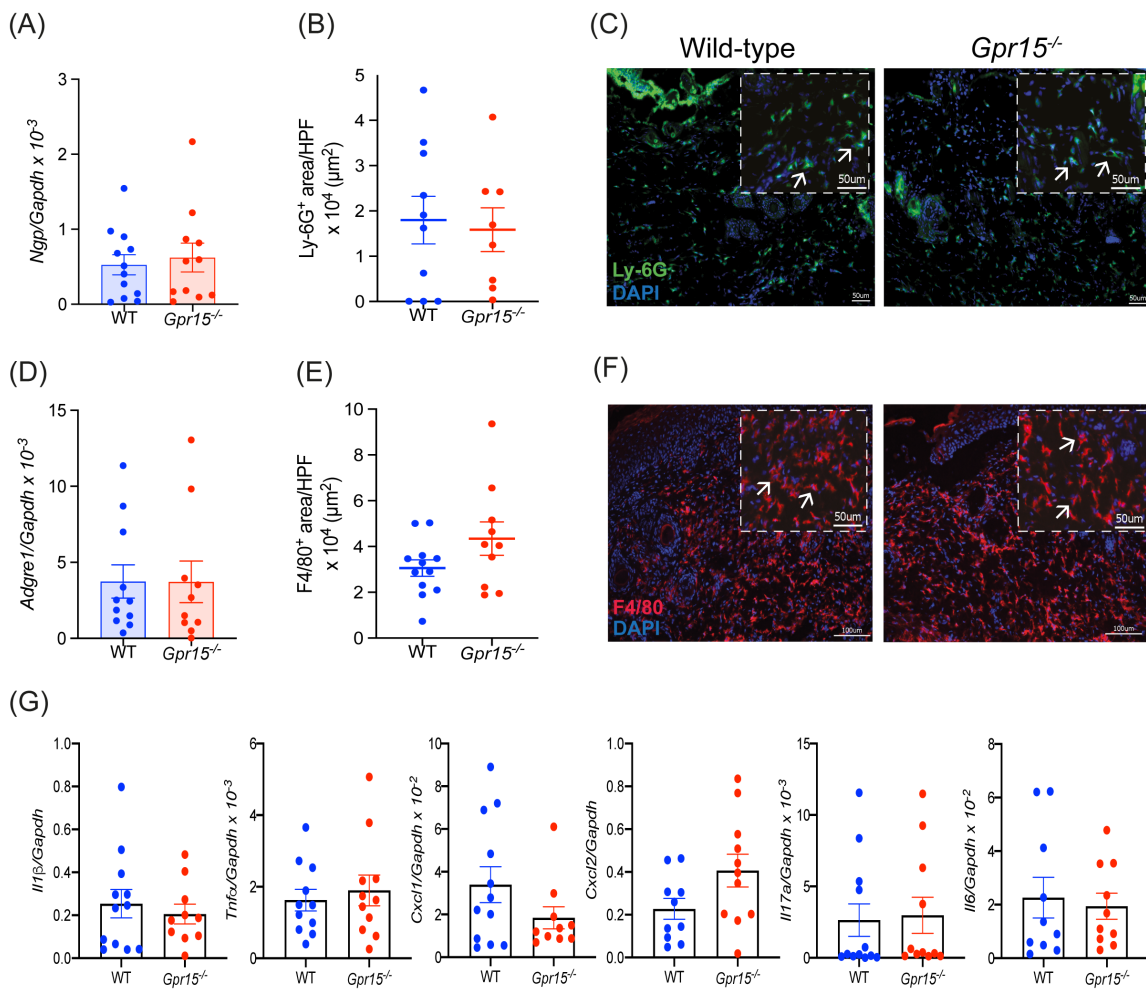 (A)
Ngp/Gapdh x 10-3
3
2
1
0
WT
Gpr15-/-
(B)
Ly-6G+ area/HPF
x 104 (µm2)
5
4
3
2
1
0
WT
Gpr15-/-
(C)
Wild-type
Gpr15-/-
50um
50um
Ly-6G
DAPI
50um
50um
(D)
Adgre1/Gapdh x 10-3
15
10
5
0
WT
Gpr15-/-
(E)
F4/80+ area/HPF
x 104 (µm2)
10
8
6
4
2
0
WT
Gpr15-/-
(F)
50um
50um
F4/80
DAPI
100um
100um
(G)
Il1β/Gapdh
1.0
0.8
0.6
0.4
0.2
0.0
WT
Gpr15-/-
Tnfα/Gapdh x 10-3
6
4
2
0
WT
Gpr15-/-
Cxcl1/Gapdh x 10-2
10
8
6
4
2
0
WT
Gpr15-/-
Cxcl2/Gapdh
1.0
0.8
0.6
0.4
0.2
0.0
WT
Gpr15-/-
Il17a/Gapdh x 10-3
15
10
5
0
WT
Gpr15-/-
Il6/Gapdh x 10-2
8
6
4
2
0
WT
Gpr15-/-